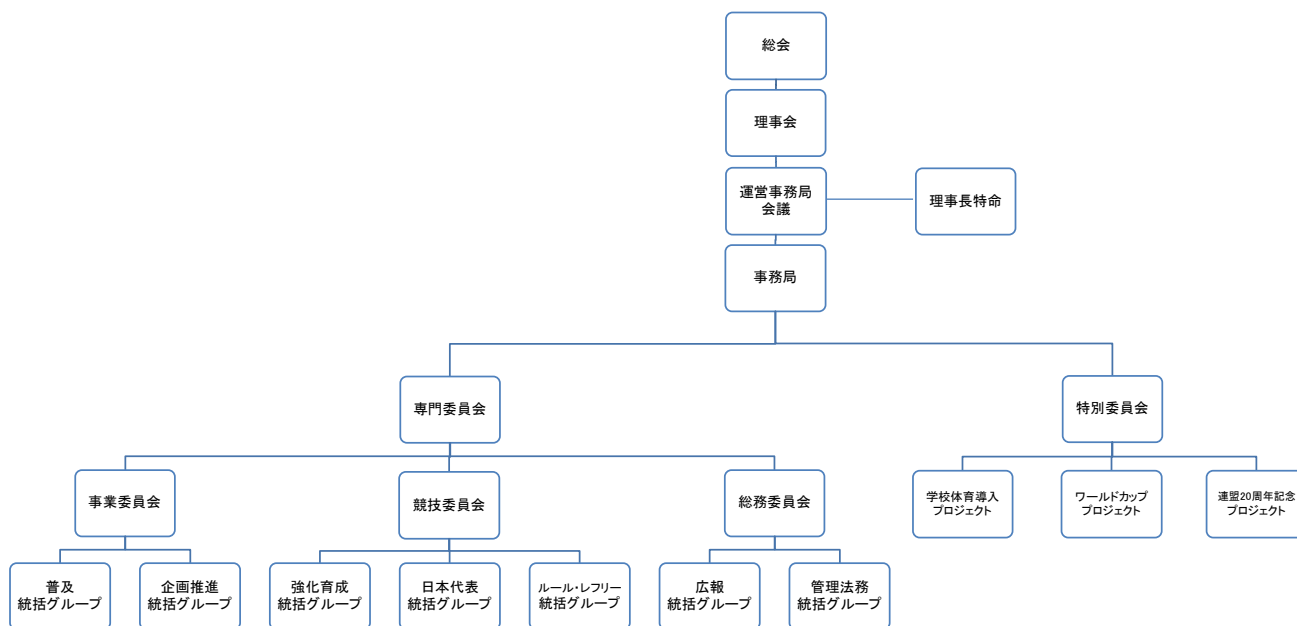 総会
理事会
運営事務局
会議
理事長特命
事務局
専門委員会
特別委員会
事業委員会
競技委員会
総務委員会
学校体育導入
プロジェクト
ワールドカップ
プロジェクト
連盟20周年記念
プロジェクト
普及
統括グループ
企画推進
統括グループ
強化育成
統括グループ
日本代表
統括グループ
ルール・レフリー
統括グループ
広報
統括グループ
管理法務
統括グループ